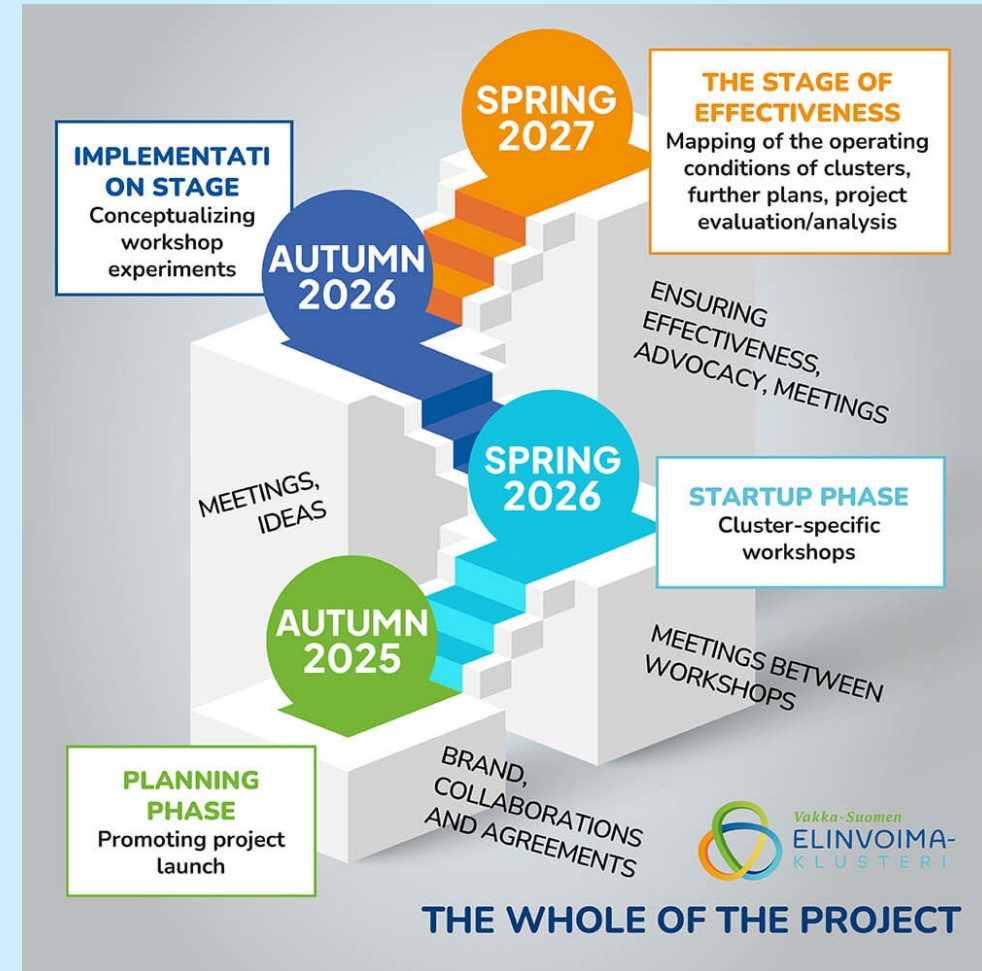 SPRING
2027
THE STAGE OF
EFFECTIVENESS
Mapping of the operating
conditions of clusters,
further plans, project
evaluation/analysis
IMPLEMENTATI
ON STAGE
Conceptualizing
workshop
experiments
AUTUMN
2026
ENSURING
EFFECTIVENESS,
ADVOCACY, MEETINGS
MEETINGS,
IDEAS
SPRING
2026
STARTUP PHASE
Cluster-specific
workshops
AUTUMN
2025
MEETINGS BETWEEN
WORKSHOPS
PLANNING
PHASE
Promoting project
launch
BRAND,
COLLABORATIONS
AND AGREEMENTS
Vakka-Suomen
ELINVOIMA-
KLUSTERI
THE WHOLE OF THE PROJECT